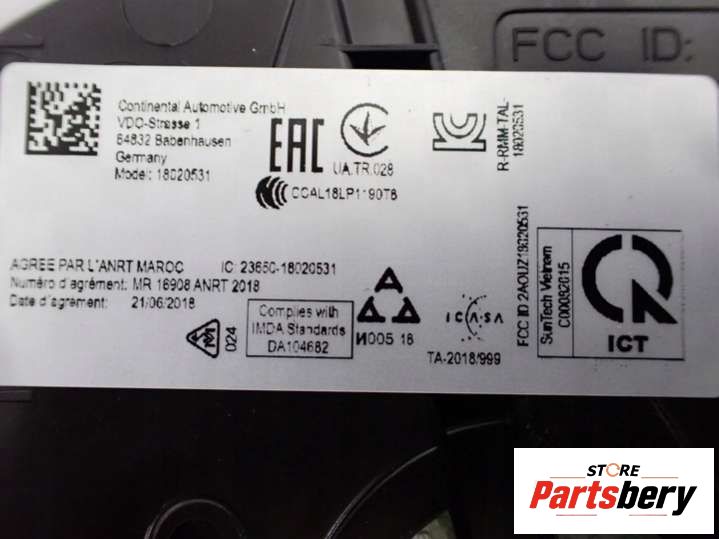 FCC ID:
Continental Automotive GmbH
VDO-Strasse 1
64832 Babenhausen
Germany
Model: 18020531
EAC
UA.TR.028
CCAL18LP1190T8
R-RMM-TAL-
18020531
AGREE PAR L'ANRT MAROC
Numéro d'agrément: MR 16908 ANRT 2018
Date d'agrément: 21/06/2018
IC: 23650-18020531
024
Complies with
IMDA Standards
DA104682
И005 18
ICASA
TA-2018/999
FCC ID 2AOUZ18020531
SunTech Vietnam
C00082015
ICT
STORE
Partsbery